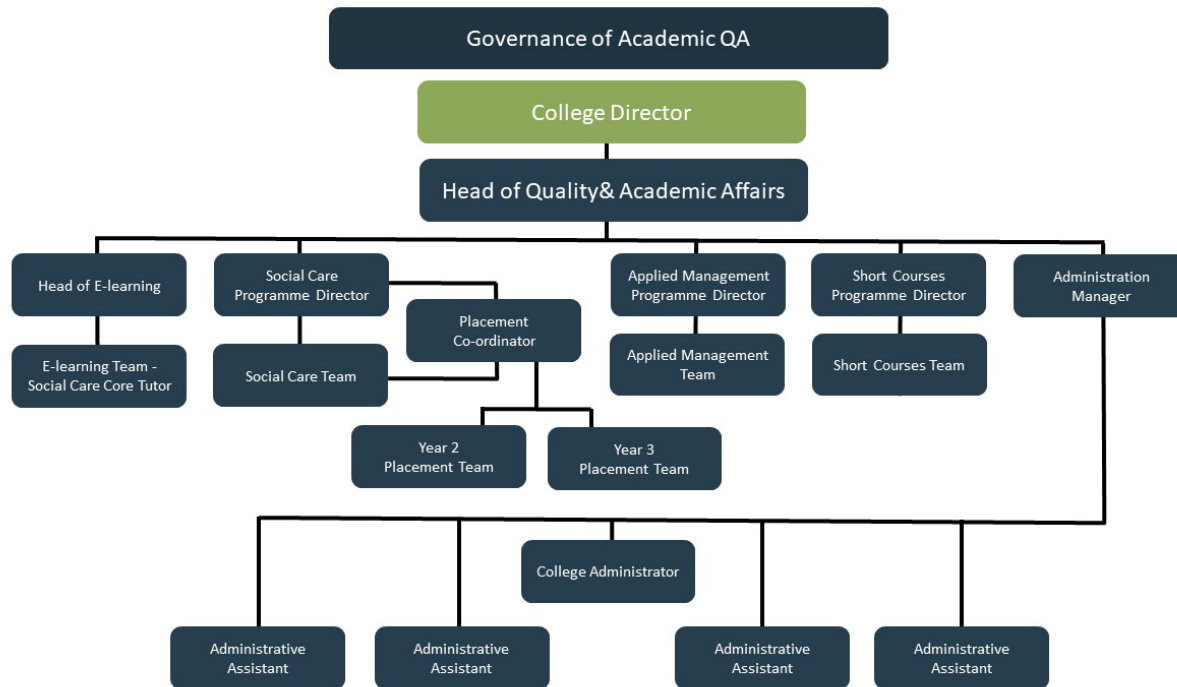 Governance of Academic QA
College Director
Head of Quality& Academic Affairs
Head of E-learning
Social Care
Programme Director
Applied Management
Programme Director
Short Courses
Programme Director
Administration
Manager
Placement
Co-ordinator
E-learning Team -
Social Care Core Tutor
Social Care Team
Applied Management
Team
Short Courses Team
Year 2
Placement Team
Year 3
Placement Team
College Administrator
Administrative
Assistant
Administrative
Assistant
Administrative
Assistant
Administrative
Assistant